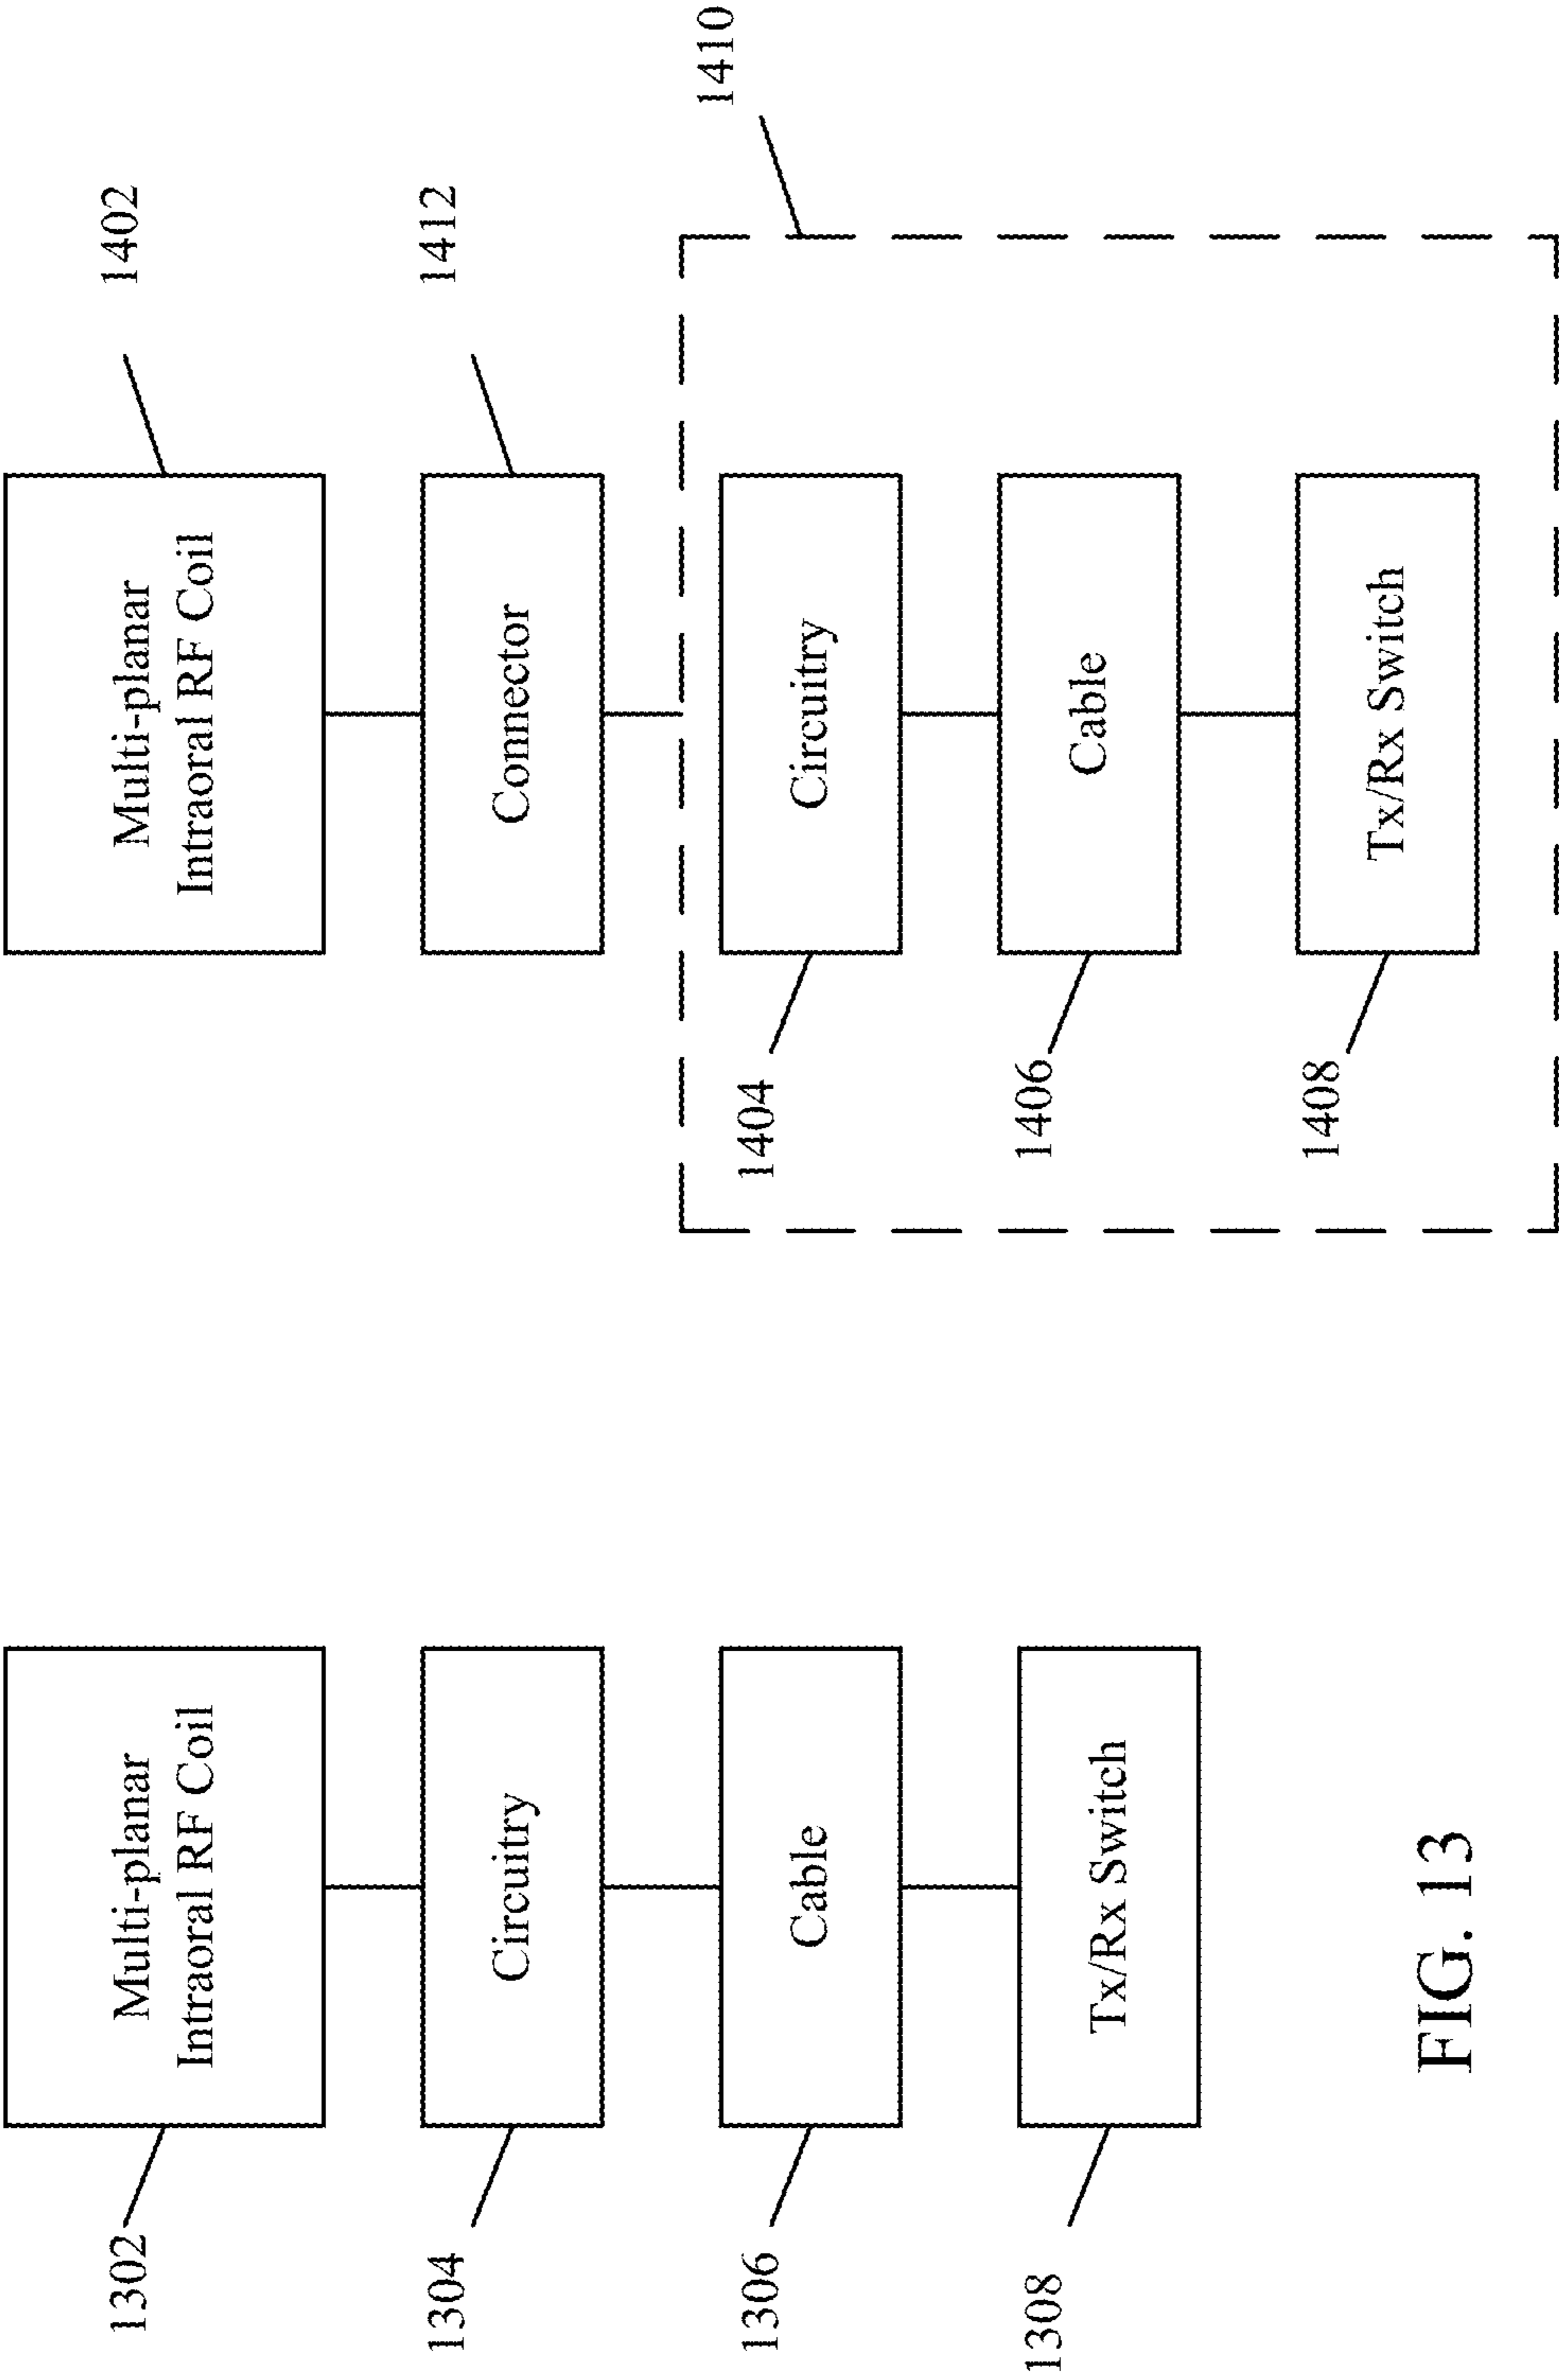 1302
Multi-planar
Intraoral RF Coil
1304
Circuitry
1306
Cable
1308
Tx/Rx Switch
FIG. 13
Multi-planar
Intraoral RF Coil
1402
Connector
1412
1410
Circuitry
1404
Cable
1406
Tx/Rx Switch
1408